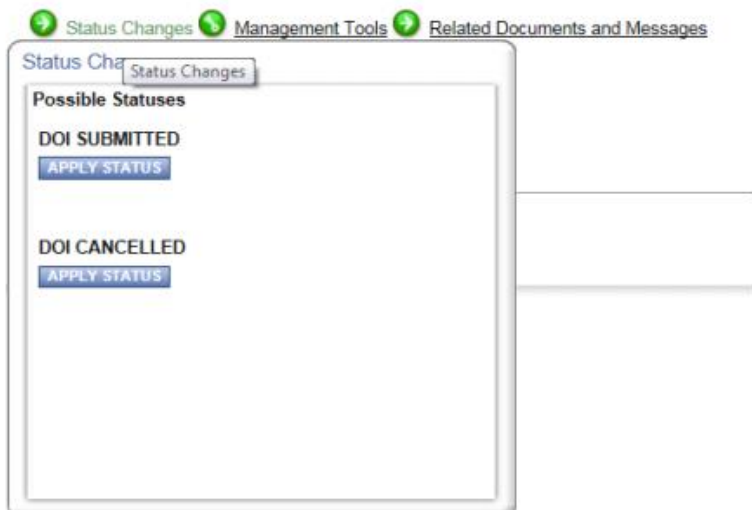 Status Changes Management Tools Related Documents and Messages
Status Cha
Status Changes
Possible Statuses
DOI SUBMITTED
APPLY STATUS
DOI CANCELLED
APPLY STATUS